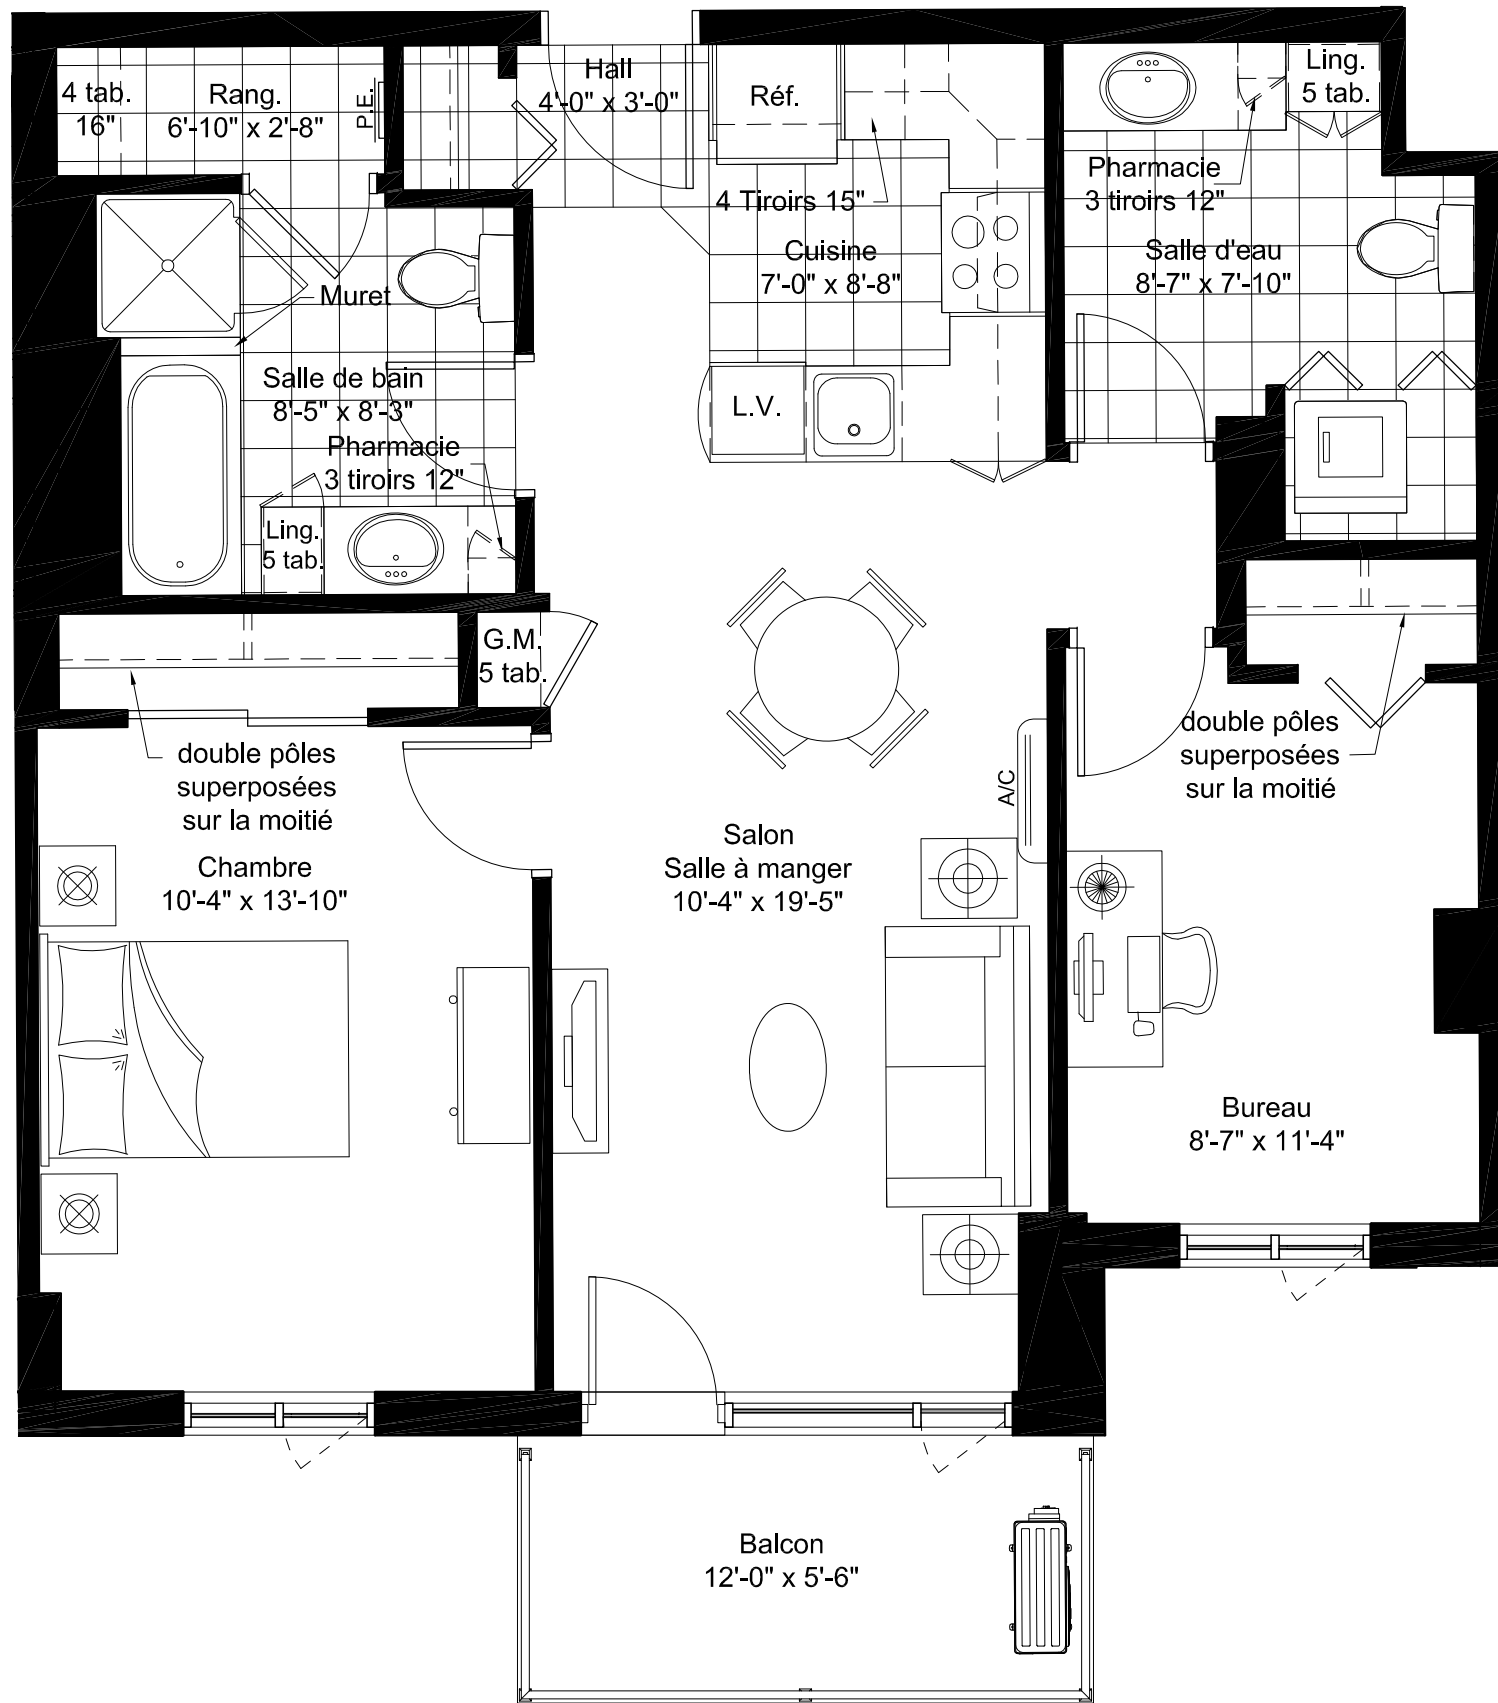 4 tab.
16"
Rang.
6'-10" x 2'-8"
P.E.
Hall
4'-0" x 3'-0"
Réf.
4 Tiroirs 15"
Cuisine
7'-0" x 8'-8"
L.V.
Ling.
5 tab.
Pharmacie
3 tiroirs 12"
Salle d'eau
8'-7" x 7'-10"
Muret
Salle de bain
8'-5" x 8'-3"
Pharmacie
3 tiroirs 12"
Ling.
5 tab.
G.M.
5 tab.
double pôles
superposées
sur la moitié
Chambre
10'-4" x 13'-10"
Salon
Salle à manger
10'-4" x 19'-5"
A/C
double pôles
superposées
sur la moitié
Bureau
8'-7" x 11'-4"
Balcon
12'-0" x 5'-6"